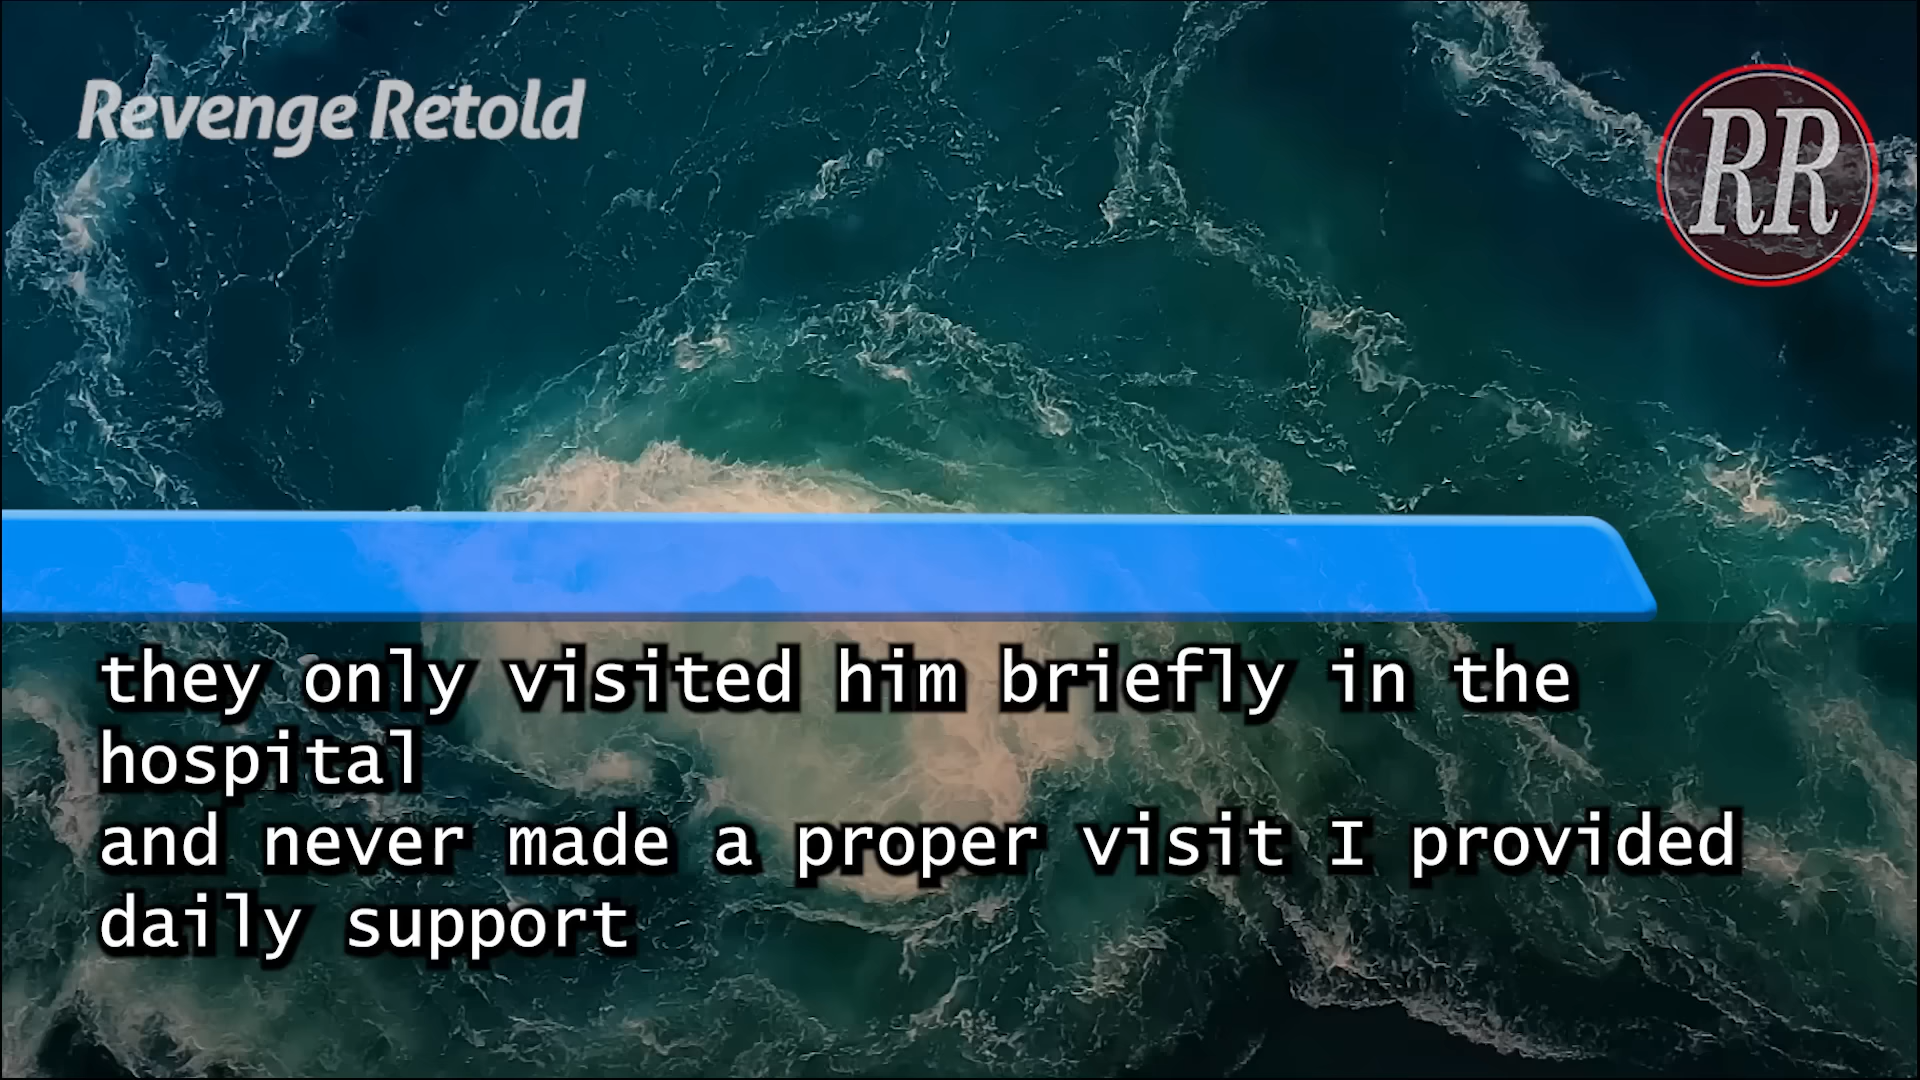 Revenge Retold
RR
they only visited him briefly in the
hospital
and never made a proper visit I provided
daily support